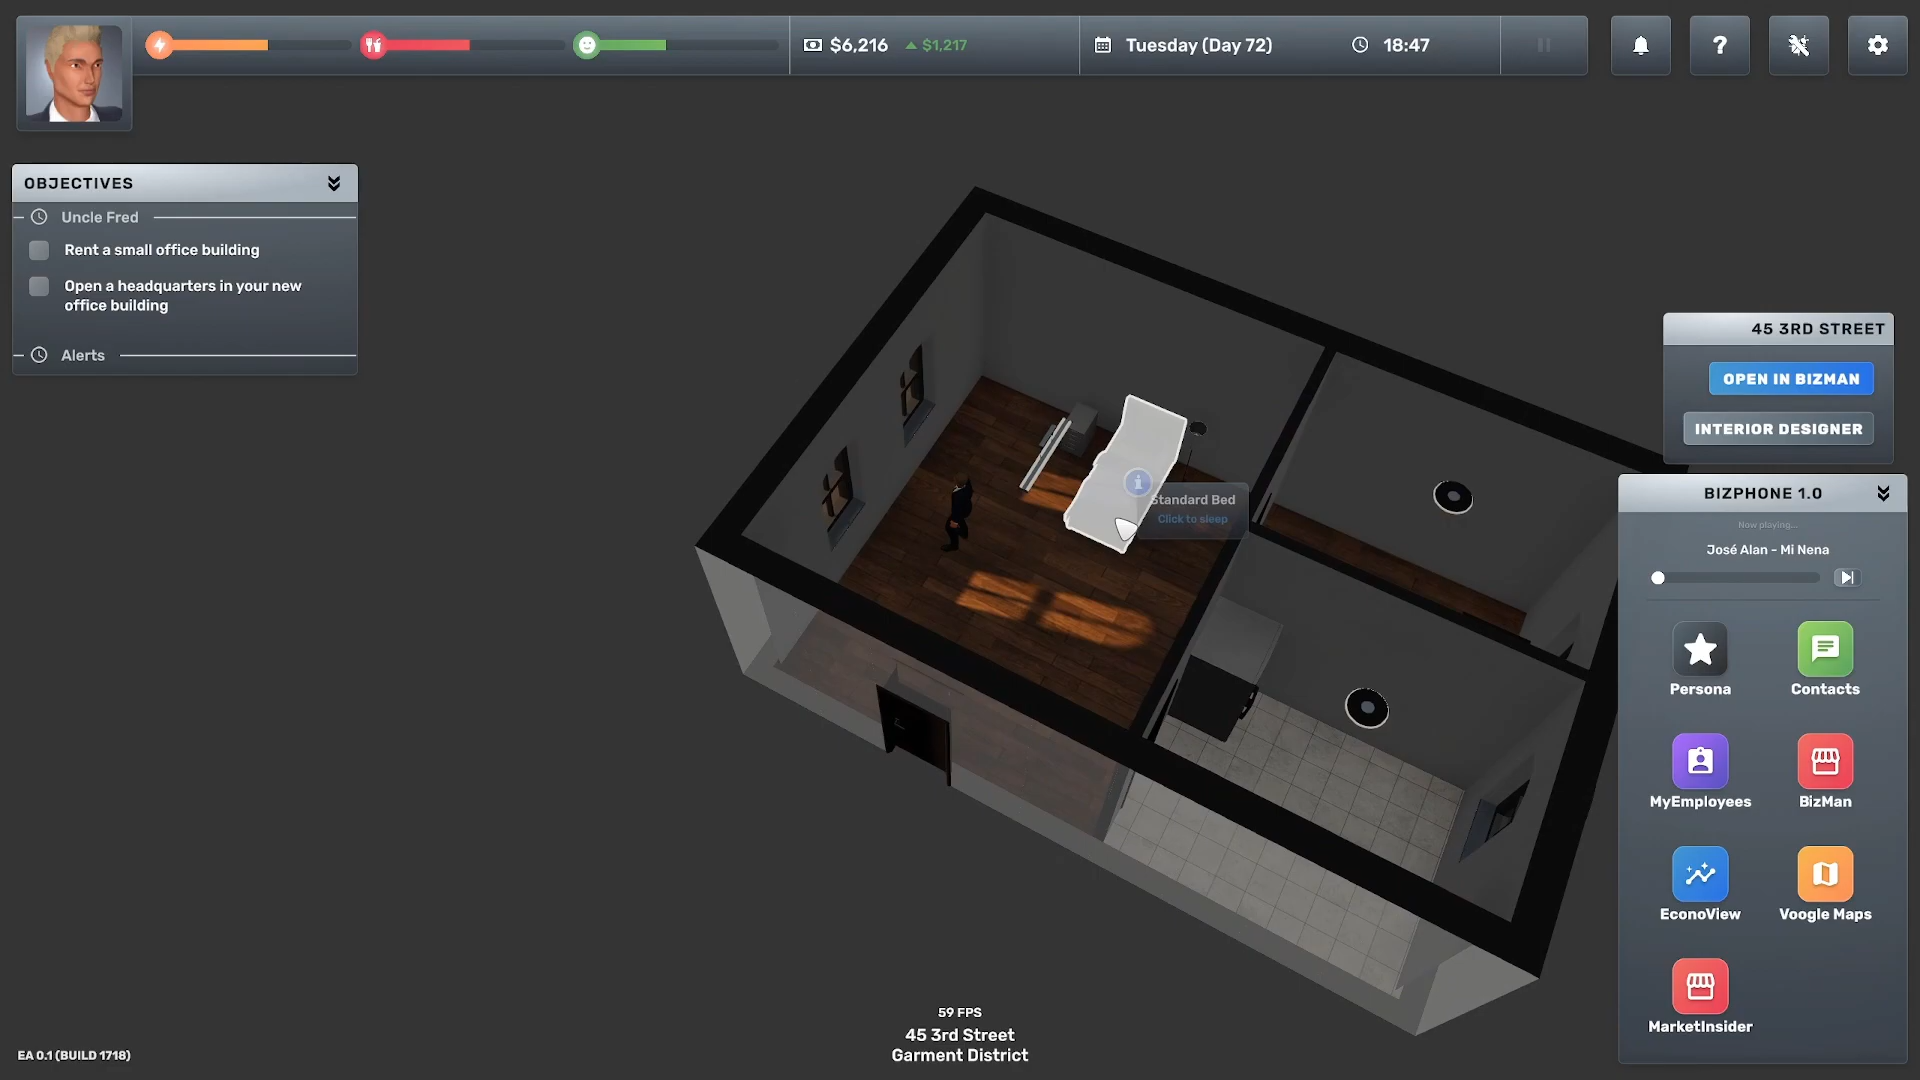 $6,216
$1,217
Tuesday (Day 72)
18:47
?
OBJECTIVES
Uncle Fred
Rent a small office building
Open a headquarters in your new
office building
Alerts
45 3RD STREET
OPEN IN BIZMAN
INTERIOR DESIGNER
Standard Bed
Click to sleep
BIZPHONE 1.0
Now playing...
José Alan - Mi Nena
Persona
Contacts
MyEmployees
BizMan
EconoView
Voogle Maps
MarketInsider
59 FPS
45 3rd Street
Garment District
EA 0.1 (BUILD 1718)